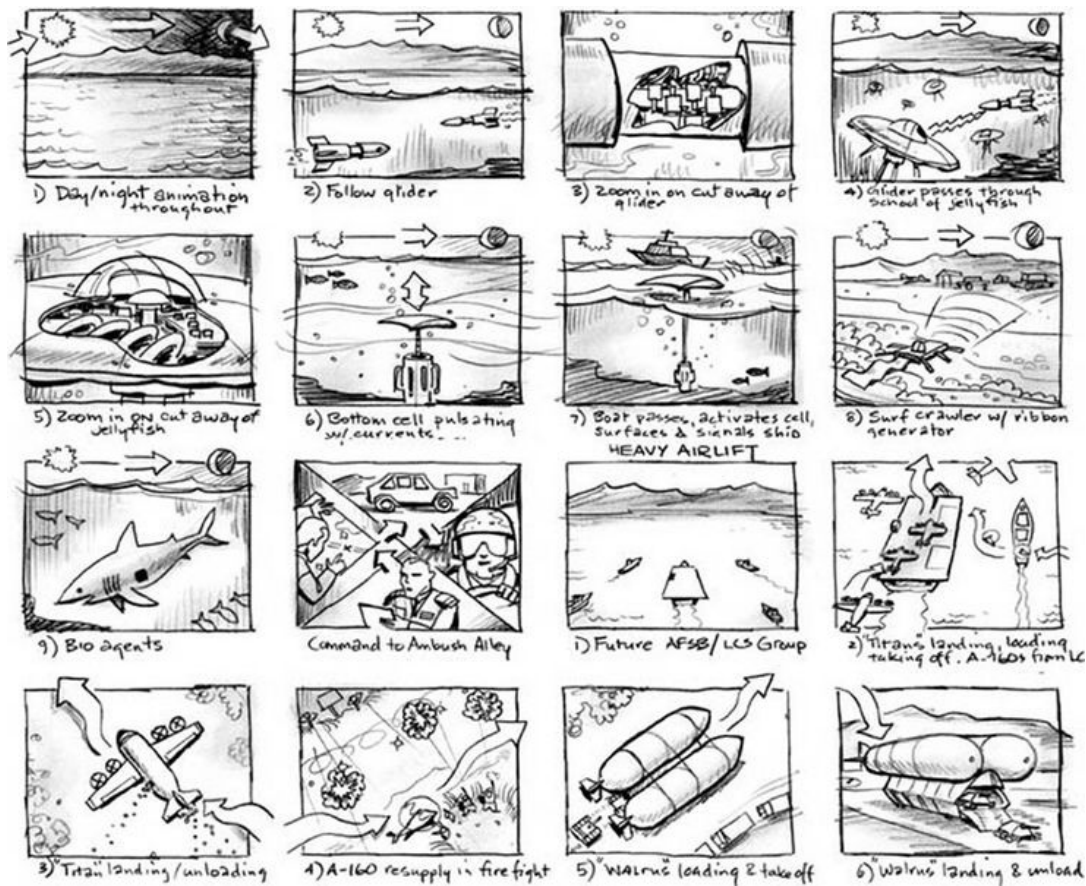 1) Day/night animation
throughout
2) Follow glider
3) Zoom in on cut away of
glider
4) Glider passes through
school of jellyfish
5) Zoom in on cut away of
jellyfish
6) Bottom cell pulsating
w/currents...
7) Boat passes, activates cell,
surfaces & signals ship
8) Surf crawler w/ ribbon
generator
HEAVY AIRLIFT
9) Bio agents
Command to Ambush Alley
1) Future AFSB/LCS Group
2) "Titans" landing, loading
taking off. A-160s from LC
3) "Titan" landing/unloading
4) A-160 resupply in fire fight
5) "WALRUS" loading & take off
6) "Walrus" landing & unload